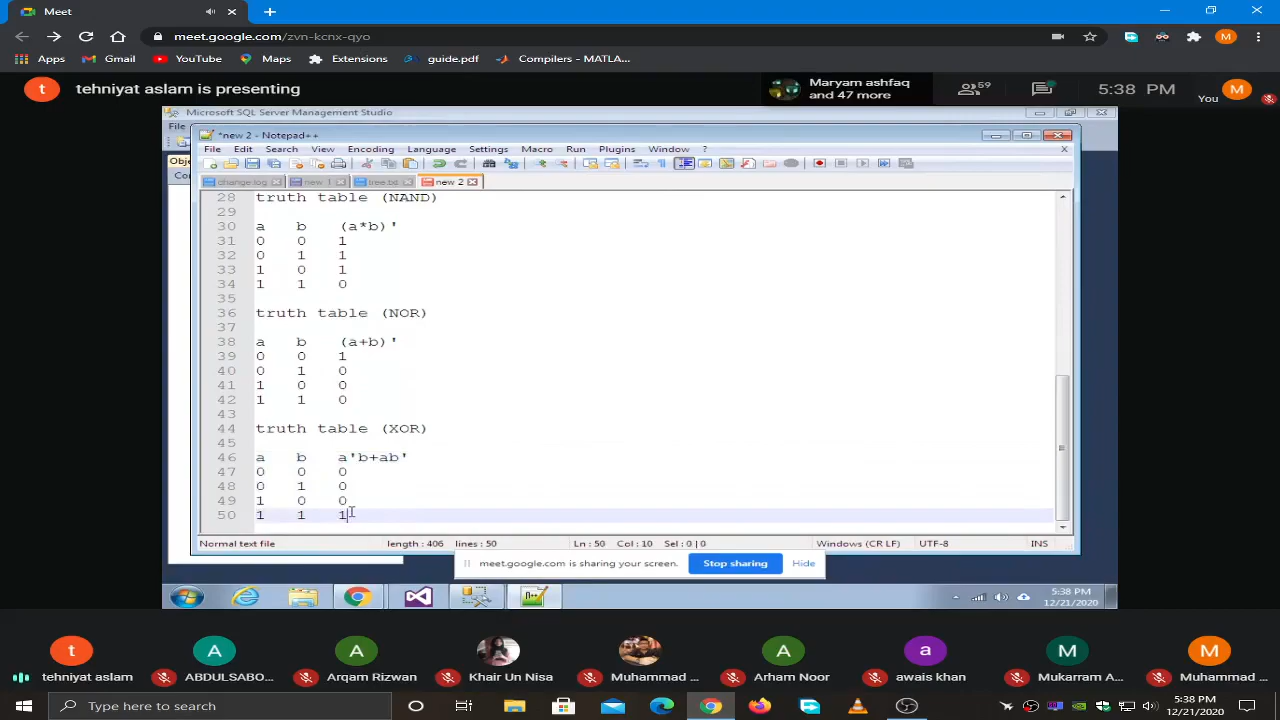 Meet
meet.google.com/zvn-kcnx-qyo
Apps Gmail YouTube Maps Extensions guide.pdf Compilers - MATLA...
t tehniyat aslam is presenting
Maryam ashfaq
and 47 more
59
5:38 PM
You M
Microsoft SQL Server Management Studio
File
*new 2 - Notepad++
File Edit Search View Encoding Language Settings Macro Run Plugins Window ? X
Obje
Cor
change.log new 1 tree.txt new 2
28 truth table (NAND)
29
30 a b (a*b)'
31 0 0 1
32 0 1 1
33 1 0 1
34 1 1 0
35
36 truth table (NOR)
37
38 a b (a+b)'
39 0 0 1
40 0 1 0
41 1 0 0
42 1 1 0
43
44 truth table (XOR)
45
46 a b a'b+ab'
47 0 0 0
48 0 1 0
49 1 0 0
50 1 1 1
Normal text file length : 406 lines : 50 Ln : 50 Col : 10 Sel : 0 | 0 Windows (CR LF) UTF-8 INS
meet.google.com is sharing your screen. Stop sharing Hide
5:38 PM
12/21/2020
t A A M a M M
tehniyat aslam ABDULSABO... Arqam Rizwan Khair Un Nisa Muhammad ... Arham Noor awais khan Mukarram A... Muhammad ...
Type here to search
5:38 PM
12/21/2020